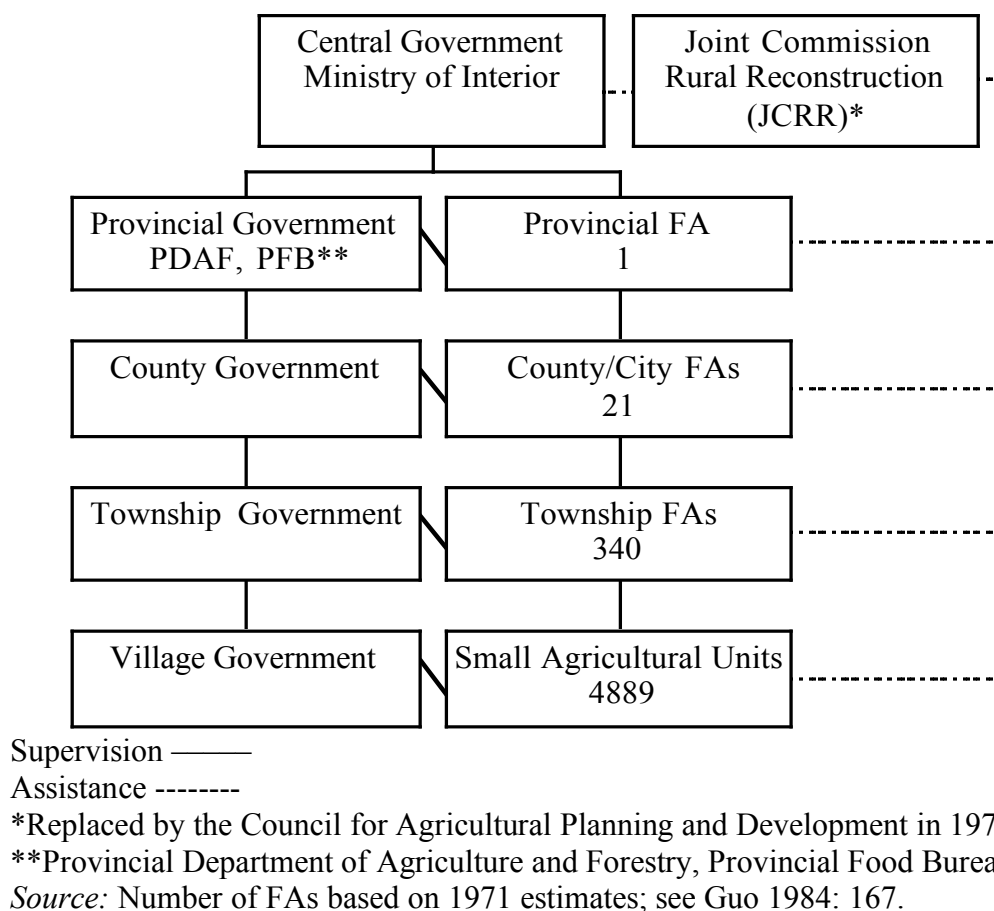 Central Government
Ministry of Interior
Joint Commission
Rural Reconstruction
(JCRR)*
Provincial Government
PDAF, PFB**
Provincial FA
1
County Government
County/City FAs
21
Township Government
Township FAs
340
Village Government
Small Agricultural Units
4889
Supervision ———
Assistance --------
*Replaced by the Council for Agricultural Planning and Development in
**Provincial Department of Agriculture and Forestry, Provincial Food
Source: Number of FAs based on 1971 estimates; see Guo 1984: 167.